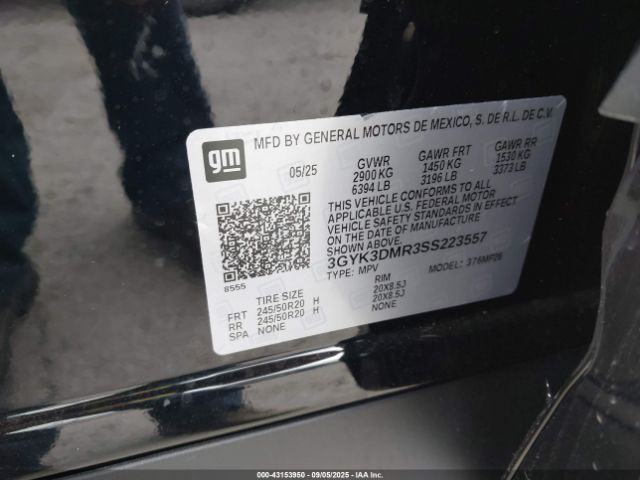 gm
MFD BY GENERAL MOTORS DE MEXICO, S. DE R.L. DE C.V.
05/25 GVWR GAWR FRT GAWR RR
2900 KG 1450 KG 1530 KG
6394 LB 3196 LB 3373 LB
THIS VEHICLE CONFORMS TO ALL
APPLICABLE U.S. FEDERAL MOTOR
VEHICLE SAFETY STANDARDS IN EFFECT
ON THE DATE OF MANUFACTURE
SHOWN ABOVE.
3GYK3DMR3SS223557
TYPE: MPV MODEL: 376MP26
8555
TIRE SIZE RIM
FRT 245/50R20 H 20X8.5J
RR 245/50R20 H 20X8.5J
SPA NONE NONE
000-43153950 09/05/2025 IAAI.COM